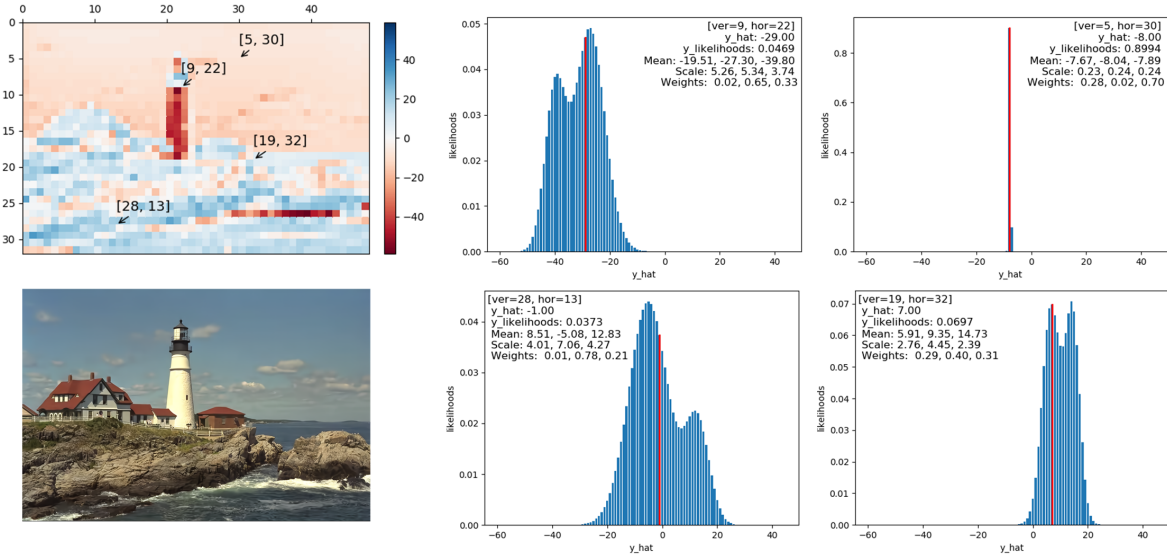 0 10 20 30 40
0
5
10
15
20
25
30
[5, 30]
[9, 22]
[19, 32]
[28, 13]
40
20
0
−20
−40
0.05
0.04
0.03
0.02
0.01
0.00
likelihoods
[ver=9, hor=22]
y_hat: -29.00
y_likelihoods: 0.0469
Mean: -19.51, -27.30, -39.80
Scale: 5.26, 5.34, 3.74
Weights: 0.02, 0.65, 0.33
−60 −40 −20 0 20 40
y_hat
0.8
0.6
0.4
0.2
0.0
likelihoods
[ver=5, hor=30]
y_hat: -8.00
y_likelihoods: 0.8994
Mean: -7.67, -8.04, -7.89
Scale: 0.23, 0.24, 0.24
Weights: 0.28, 0.02, 0.70
−60 −40 −20 0 20 40
y_hat
0.04
0.03
0.02
0.01
0.00
likelihoods
[ver=28, hor=13]
y_hat: -1.00
y_likelihoods: 0.0373
Mean: 8.51, -5.08, 12.83
Scale: 4.01, 7.06, 4.27
Weights: 0.01, 0.78, 0.21
−60 −40 −20 0 20 40
y_hat
0.07
0.06
0.05
0.04
0.03
0.02
0.01
0.00
likelihoods
[ver=19, hor=32]
y_hat: 7.00
y_likelihoods: 0.0697
Mean: 5.91, 9.35, 14.73
Scale: 2.76, 4.45, 2.39
Weights: 0.29, 0.40, 0.31
−60 −40 −20 0 20 40
y_hat